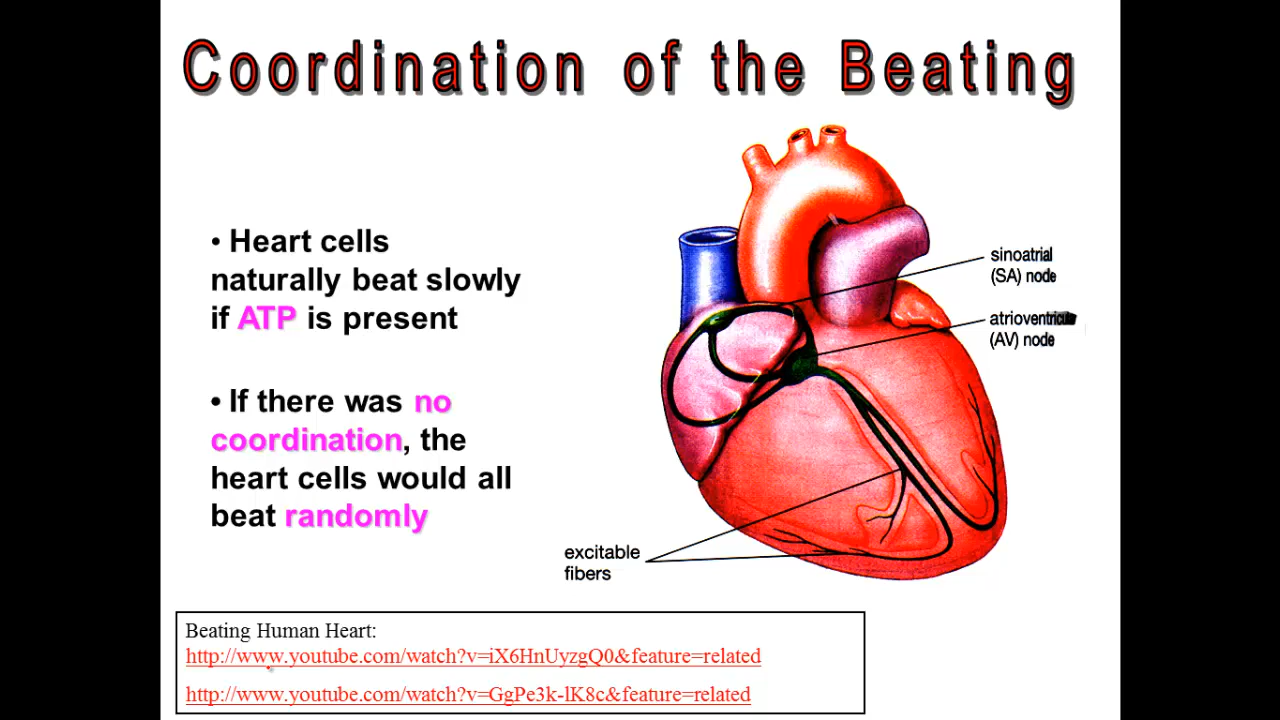 Coordination of the Beating
• Heart cells
naturally beat slowly
if ATP is present
• If there was no
coordination, the
heart cells would all
beat randomly
sinoatrial
(SA) node
atrioventricular
(AV) node
excitable
fibers
Beating Human Heart:
http://www.youtube.com/watch?v=iX6HnUyzgQ0&feature=related
http://www.youtube.com/watch?v=GgPe3k-lK8c&feature=related